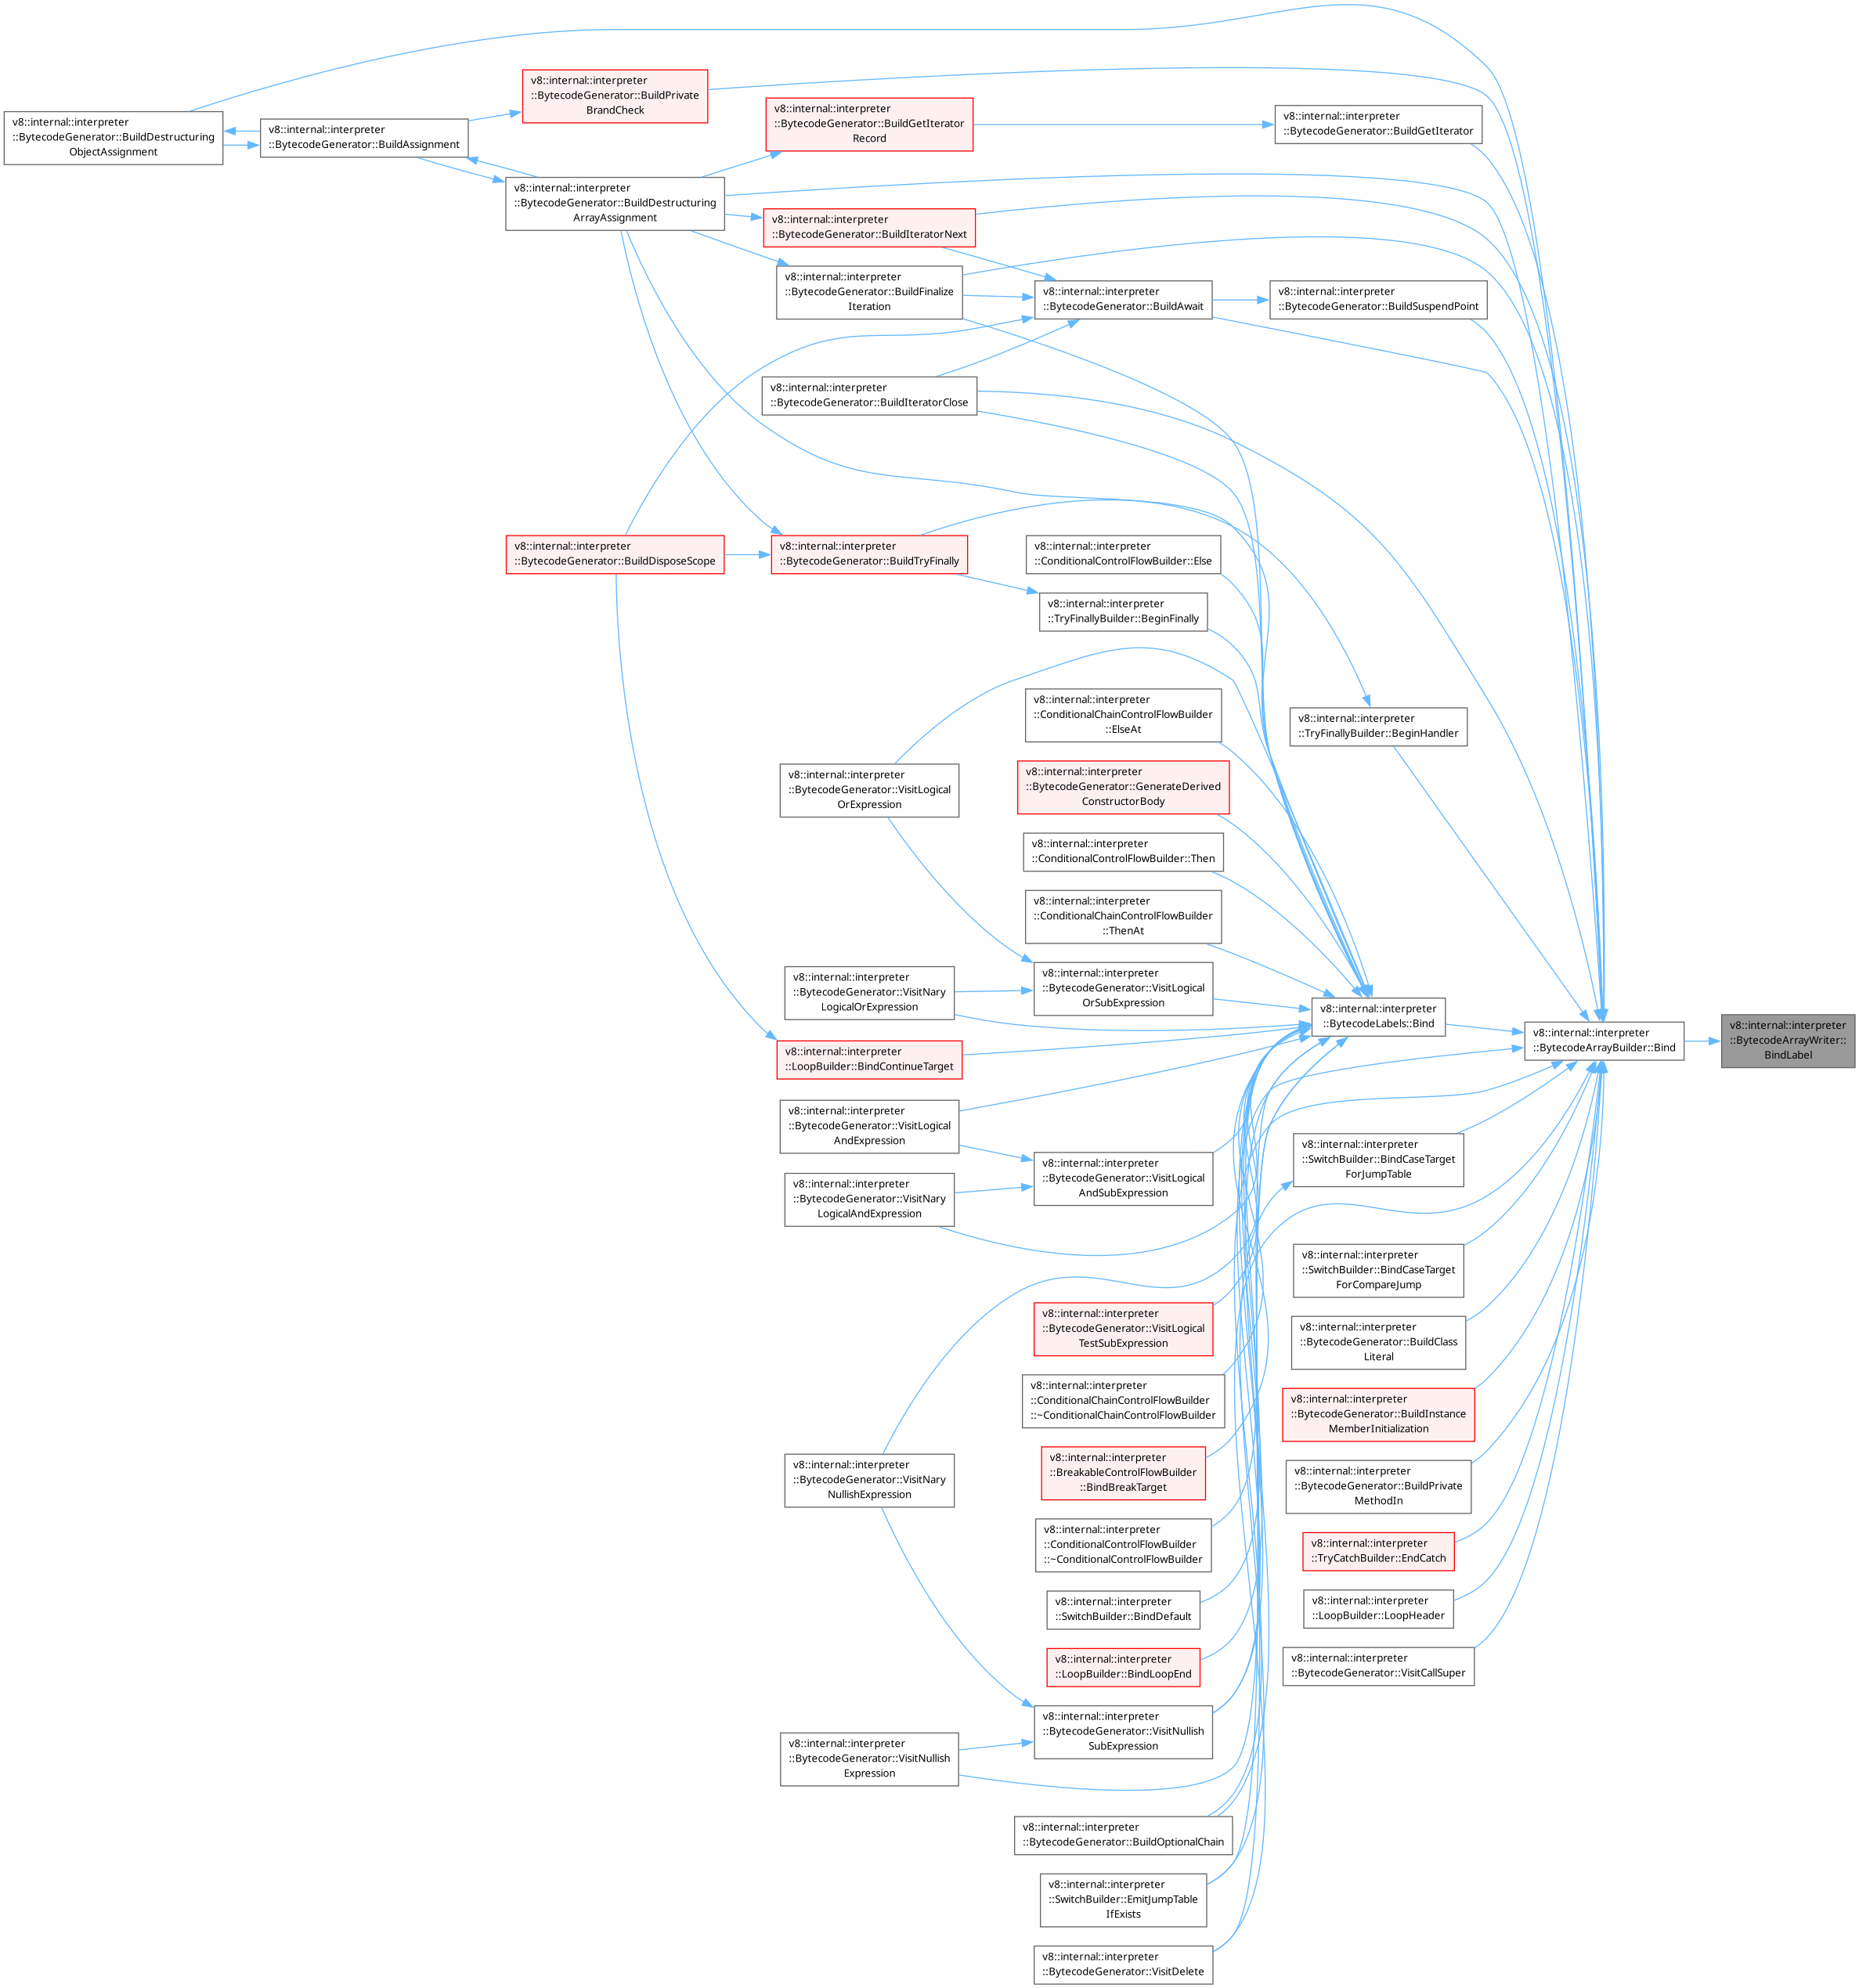 v8::internal::interpreter
::BytecodeGenerator::BuildDestructuring
ObjectAssignment
v8::internal::interpreter
::BytecodeGenerator::BuildAssignment
v8::internal::interpreter
::BytecodeGenerator::BuildPrivate
BrandCheck
v8::internal::interpreter
::BytecodeGenerator::BuildDestructuring
ArrayAssignment
v8::internal::interpreter
::BytecodeGenerator::BuildGetIterator
Record
v8::internal::interpreter
::BytecodeGenerator::BuildGetIterator
v8::internal::interpreter
::BytecodeGenerator::BuildIteratorNext
v8::internal::interpreter
::BytecodeGenerator::BuildFinalize
Iteration
v8::internal::interpreter
::BytecodeGenerator::BuildAwait
v8::internal::interpreter
::BytecodeGenerator::BuildSuspendPoint
v8::internal::interpreter
::BytecodeGenerator::BuildIteratorClose
v8::internal::interpreter
::BytecodeGenerator::BuildDisposeScope
v8::internal::interpreter
::BytecodeGenerator::BuildTryFinally
v8::internal::interpreter
::ConditionalControlFlowBuilder::Else
v8::internal::interpreter
::TryFinallyBuilder::BeginFinally
v8::internal::interpreter
::ConditionalChainControlFlowBuilder
::ElseAt
v8::internal::interpreter
::TryFinallyBuilder::BeginHandler
v8::internal::interpreter
::BytecodeGenerator::VisitLogical
OrExpression
v8::internal::interpreter
::BytecodeGenerator::GenerateDerived
ConstructorBody
v8::internal::interpreter
::ConditionalControlFlowBuilder::Then
v8::internal::interpreter
::ConditionalChainControlFlowBuilder
::ThenAt
v8::internal::interpreter
::BytecodeGenerator::VisitNary
LogicalOrExpression
v8::internal::interpreter
::BytecodeGenerator::VisitLogical
OrSubExpression
v8::internal::interpreter
::BytecodeLabels::Bind
v8::internal::interpreter
::BytecodeArrayBuilder::Bind
v8::internal::interpreter
::BytecodeArrayWriter::
BindLabel
v8::internal::interpreter
::LoopBuilder::BindContinueTarget
v8::internal::interpreter
::BytecodeGenerator::VisitLogical
AndExpression
v8::internal::interpreter
::BytecodeGenerator::VisitLogical
AndSubExpression
v8::internal::interpreter
::SwitchBuilder::BindCaseTarget
ForJumpTable
v8::internal::interpreter
::BytecodeGenerator::VisitNary
LogicalAndExpression
v8::internal::interpreter
::SwitchBuilder::BindCaseTarget
ForCompareJump
v8::internal::interpreter
::BytecodeGenerator::VisitLogical
TestSubExpression
v8::internal::interpreter
::BytecodeGenerator::BuildClass
Literal
v8::internal::interpreter
::ConditionalChainControlFlowBuilder
::~ConditionalChainControlFlowBuilder
v8::internal::interpreter
::BytecodeGenerator::BuildInstance
MemberInitialization
v8::internal::interpreter
::BytecodeGenerator::VisitNary
NullishExpression
v8::internal::interpreter
::BreakableControlFlowBuilder
::BindBreakTarget
v8::internal::interpreter
::BytecodeGenerator::BuildPrivate
MethodIn
v8::internal::interpreter
::ConditionalControlFlowBuilder
::~ConditionalControlFlowBuilder
v8::internal::interpreter
::TryCatchBuilder::EndCatch
v8::internal::interpreter
::SwitchBuilder::BindDefault
v8::internal::interpreter
::LoopBuilder::LoopHeader
v8::internal::interpreter
::LoopBuilder::BindLoopEnd
v8::internal::interpreter
::BytecodeGenerator::VisitCallSuper
v8::internal::interpreter
::BytecodeGenerator::VisitNullish
SubExpression
v8::internal::interpreter
::BytecodeGenerator::VisitNullish
Expression
v8::internal::interpreter
::BytecodeGenerator::BuildOptionalChain
v8::internal::interpreter
::SwitchBuilder::EmitJumpTable
IfExists
v8::internal::interpreter
::BytecodeGenerator::VisitDelete